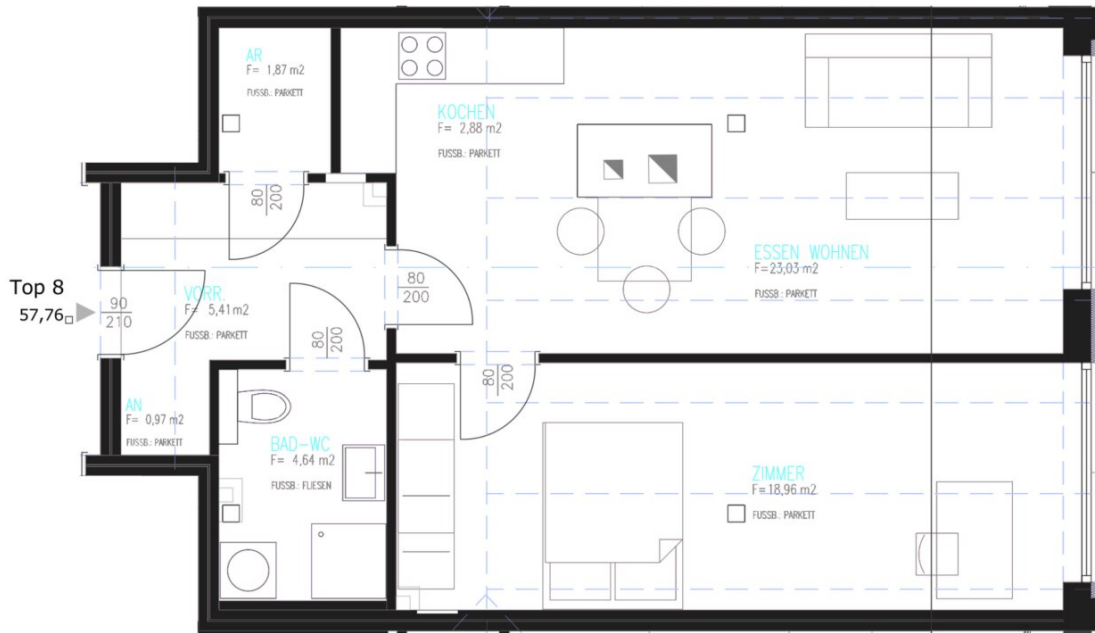 AR
F= 1,87 m2
FUSSB.: PARKETT
KOCHEN
F= 2,88 m2
FUSSB.: PARKETT
80
200
ESSEN WOHNEN
F=23,03 m2
FUSSB.: PARKETT
80
200
Top 8
57,76
90
210
VORR.
F= 5,41m2
FUSSB.: PARKETT
80
200
80
200
AN
F= 0,97 m2
FUSSB.: PARKETT
BAD-WC
F= 4,64 m2
FUSSB.: FLIESEN
ZIMMER
F=18,96 m2
FUSSB.: PARKETT